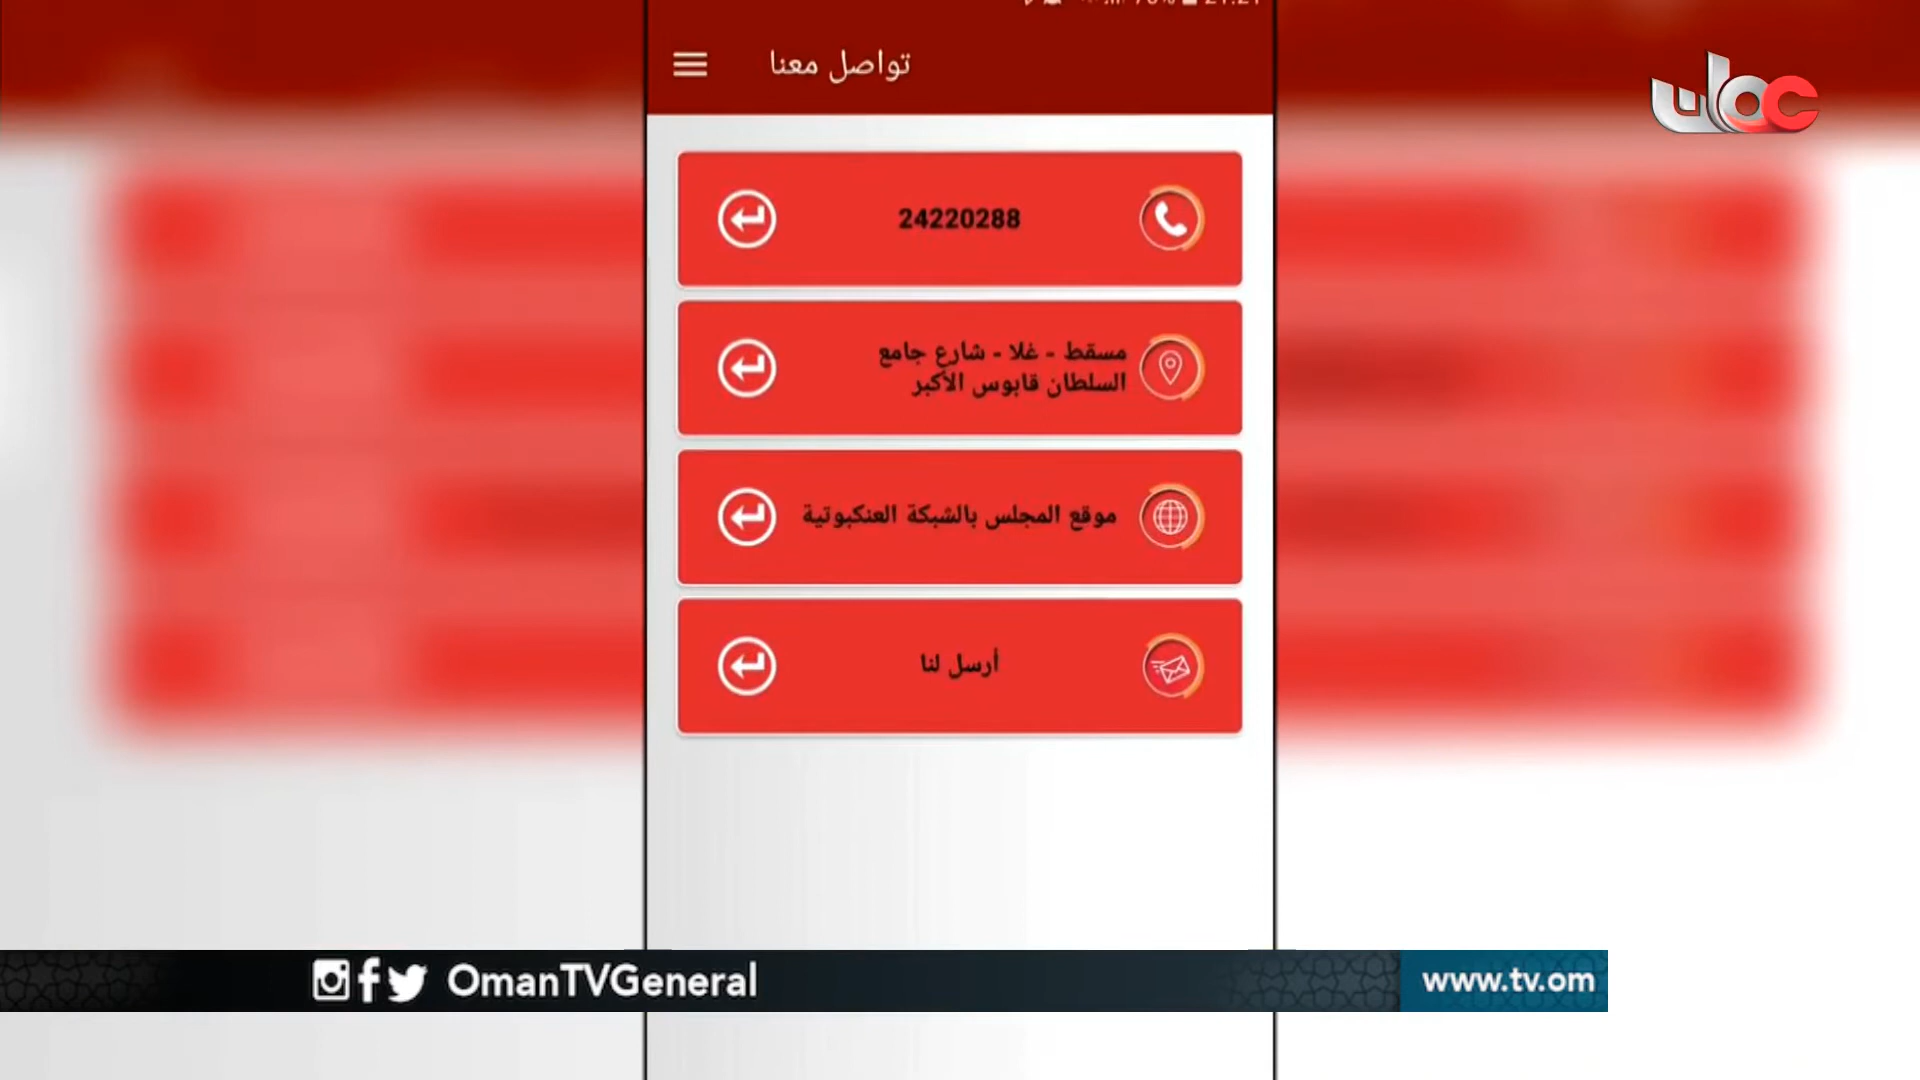 تواصل معنا
عمان
24220288
مسقط - غلا - شارع جامع
السلطان قابوس الأكبر
موقع المجلس بالشبكة العنكبوتية
أرسل لنا
OmanTVGeneral
www.tv.om